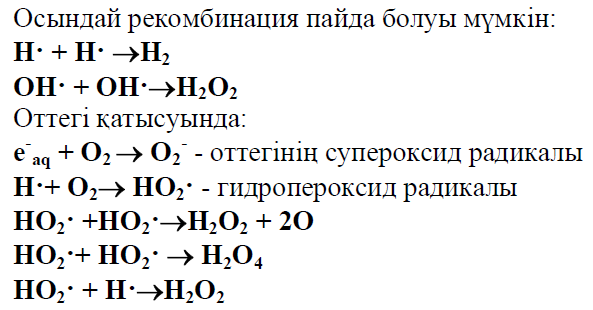 Осындай рекомбинация пайда болуы мүмкін:
H· + H· →H₂
OH· + OH·→H₂O₂
Оттегі қатысуында:
e⁻ₐq + O₂ → O₂⁻ - оттегінің супероксид радикалы
H·+ O₂→ HO₂· - гидропероксид радикалы
HO₂· +HO₂·→H₂O₂ + 2O
HO₂·+ HO₂· → H₂O₄
HO₂· + H·→H₂O₂